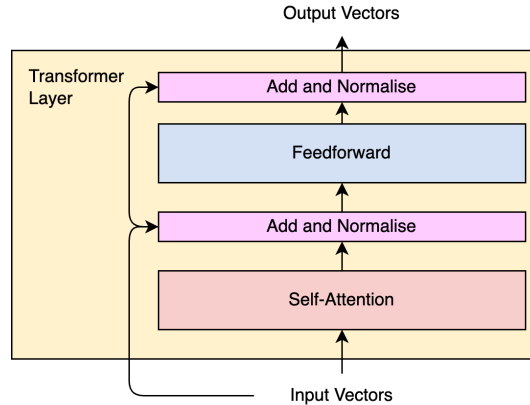 Output Vectors
Transformer
Layer
Add and Normalise
Feedforward
Add and Normalise
Self-Attention
Input Vectors